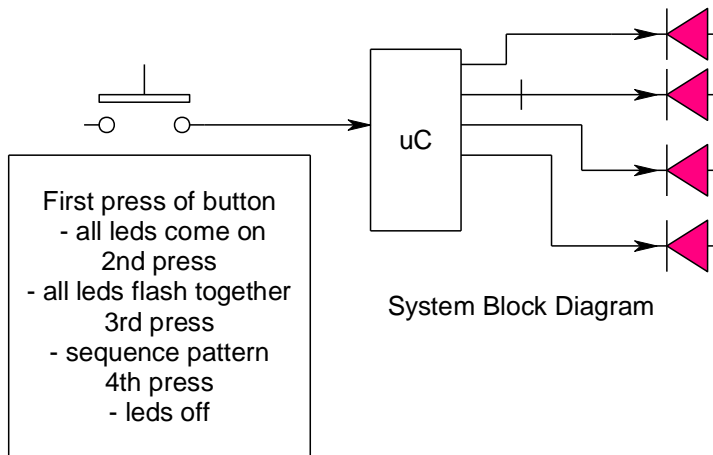 uC
First press of button
- all leds come on
2nd press
- all leds flash together
3rd press
- sequence pattern
4th press
- leds off
System Block Diagram